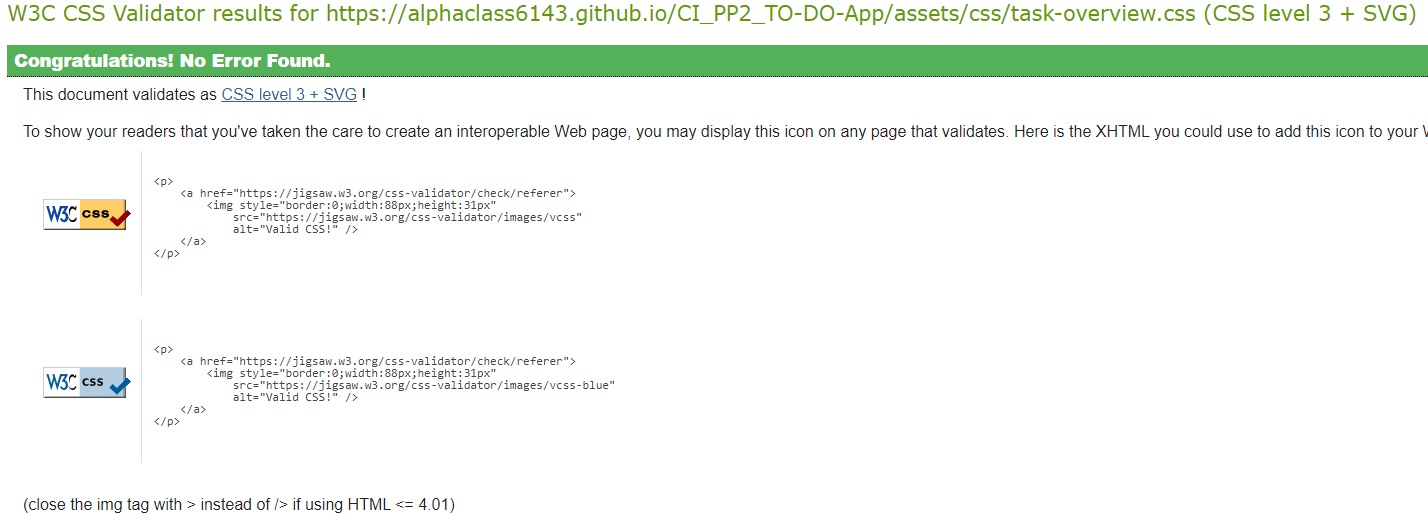 W3C CSS Validator results for https://alphaclass6143.github.io/CI_PP2_TO-DO-App/assets/css/task-overview.css (CSS level 3 + SVG)
Congratulations! No Error Found.
This document validates as CSS level 3 + SVG !
To show your readers that you've taken the care to create an interoperable Web page, you may display this icon on any page that validates. Here is the XHTML you could use to add this icon to your
W3C css
<p>
<a href="https://jigsaw.w3.org/css-validator/check/referer">
<img style="border:0;width:88px;height:31px"
src="https://jigsaw.w3.org/css-validator/images/vcss"
alt="Valid CSS!" />
</a>
</p>
W3C css
<p>
<a href="https://jigsaw.w3.org/css-validator/check/referer">
<img style="border:0;width:88px;height:31px"
src="https://jigsaw.w3.org/css-validator/images/vcss-blue"
alt="Valid CSS!" />
</a>
</p>
(close the img tag with > instead of /> if using HTML <= 4.01)